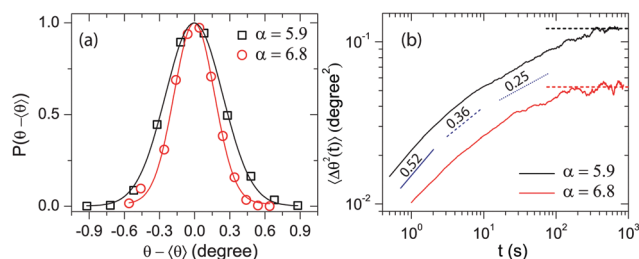 (a)
α = 5.9
α = 6.8
P(θ-⟨θ⟩)
1.0
0.5
0.0
-0.9 -0.6 -0.3 0.0 0.3 0.6 0.9
θ – ⟨θ⟩ (degree)
(b)
⟨Δθ²(t)⟩ (degree²)
10⁻¹
10⁻²
0.52
0.36
0.25
α = 5.9
α = 6.8
10⁰ 10¹ 10² 10³
t (s)